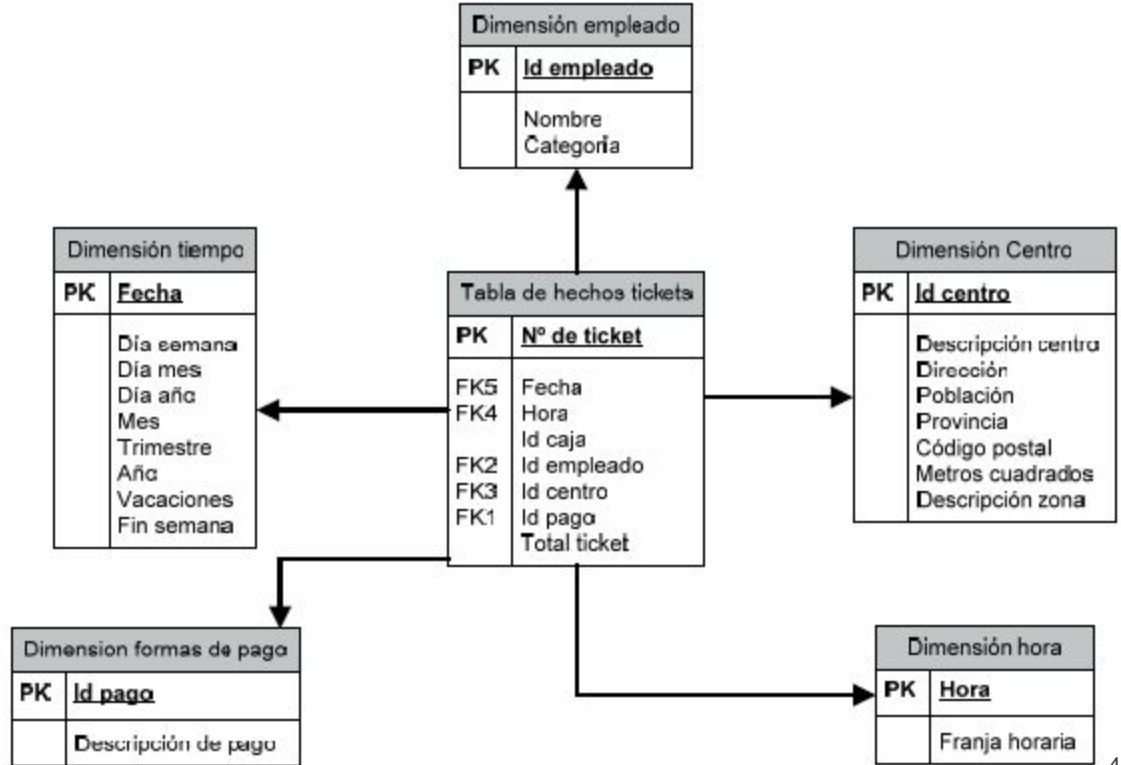 Dimensión empleado
PK Id empleado
Nombre
Categoría
Dimensión tiempo
PK Fecha
Día semana
Día mes
Día año
Mes
Trimestre
Año
Vacaciones
Fin semana
Tabla de hechos tickets
PK Nº de ticket
FK5 Fecha
FK4 Hora
Id caja
FK2 Id empleado
FK3 Id centro
FK1 Id pago
Total ticket
Dimensión Centro
PK Id centro
Descripción centro
Dirección
Población
Provincia
Código postal
Metros cuadrados
Descripción zona
Dimension formas de pago
PK Id pago
Descripción de pago
Dimensión hora
PK Hora
Franja horaria
4